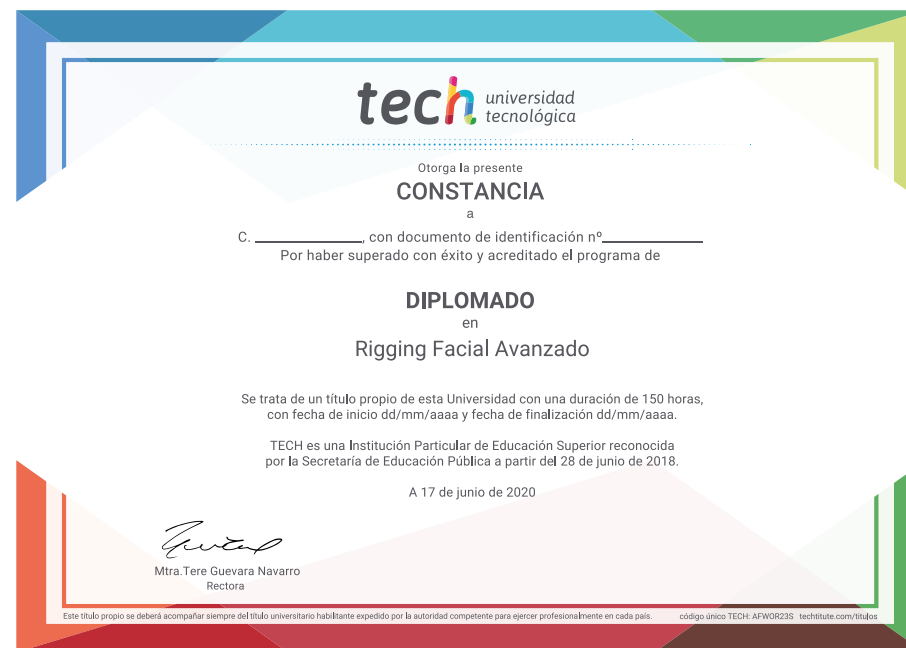 tech universidad
tecnológica
Otorga la presente
CONSTANCIA
a
C. ____________, con documento de identificación nº____________
Por haber superado con éxito y acreditado el programa de
DIPLOMADO
en
Rigging Facial Avanzado
Se trata de un título propio de esta Universidad con una duración de 150 horas,
con fecha de inicio dd/mm/aaaa y fecha de finalización dd/mm/aaaa.
TECH es una Institución Particular de Educación Superior reconocida
por la Secretaría de Educación Pública a partir del 28 de junio de 2018.
A 17 de junio de 2020
Mtra.Tere Guevara Navarro
Rectora
Este título propio se deberá acompañar siempre del título universitario habilitante expedido por la autoridad competente para ejercer profesionalmente en cada país. código único TECH: AFWOR23S techtitute.com/titulos